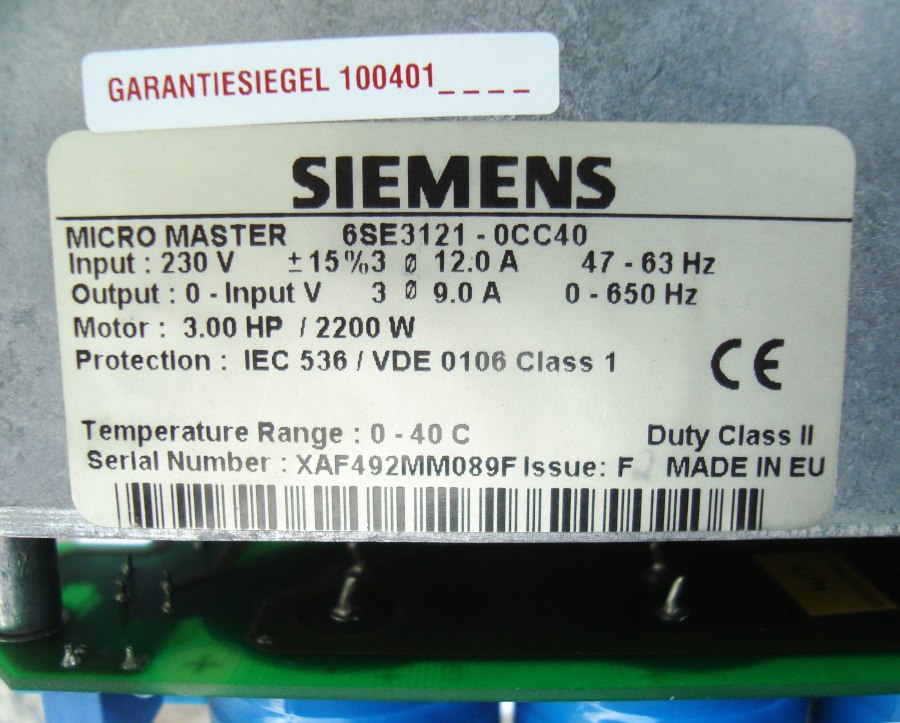 GARANTIESIEGEL 100401_ _ _ _
SIEMENS
MICRO MASTER 6SE3121 - 0CC40
Input : 230 V ±15%3 Ø 12.0 A 47 - 63 Hz
Output : 0 - Input V 3 Ø 9.0 A 0 - 650 Hz
Motor : 3.00 HP / 2200 W
Protection : IEC 536 / VDE 0106 Class 1
CE
Temperature Range : 0 - 40 C Duty Class II
Serial Number : XAF492MM089F Issue: F MADE IN EU